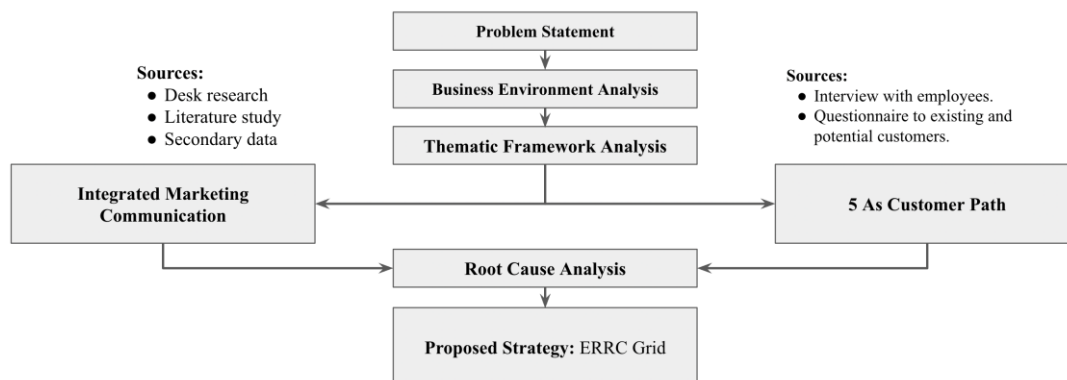 Problem Statement
Sources:
● Desk research
● Literature study
● Secondary data
Business Environment Analysis
Sources:
● Interview with employees.
● Questionnaire to existing and
potential customers.
Thematic Framework Analysis
Integrated Marketing
Communication
5 As Customer Path
Root Cause Analysis
Proposed Strategy: ERRC Grid